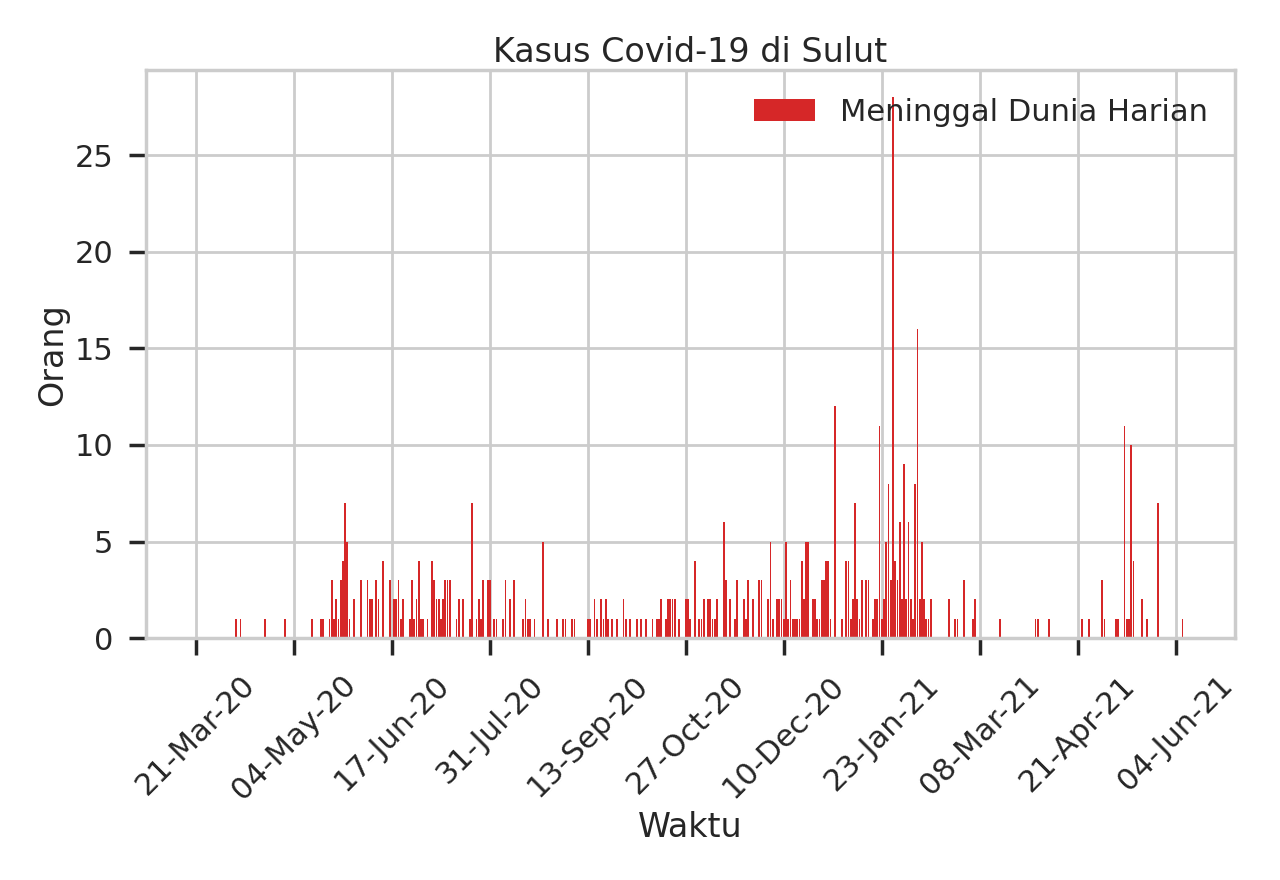 Kasus Covid-19 di Sulut
Meninggal Dunia Harian
Orang
25
20
15
10
5
0
21-Mar-20
04-May-20
17-Jun-20
31-Jul-20
13-Sep-20
27-Oct-20
10-Dec-20
23-Jan-21
08-Mar-21
21-Apr-21
04-Jun-21
Waktu